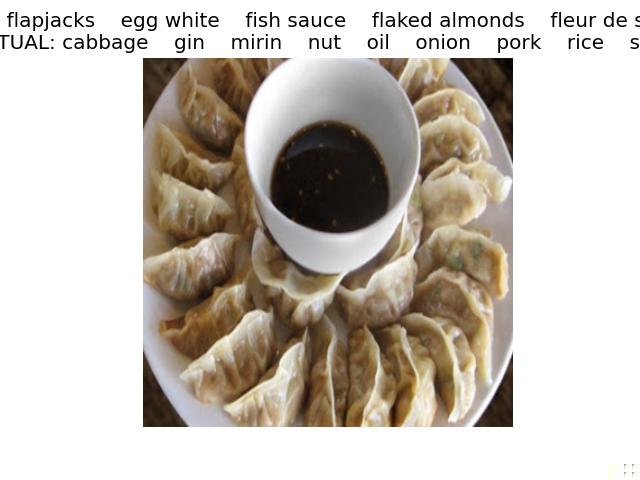 flapjacks egg white fish sauce flaked almonds fleur de
TUAL: cabbage gin mirin nut oil onion pork rice